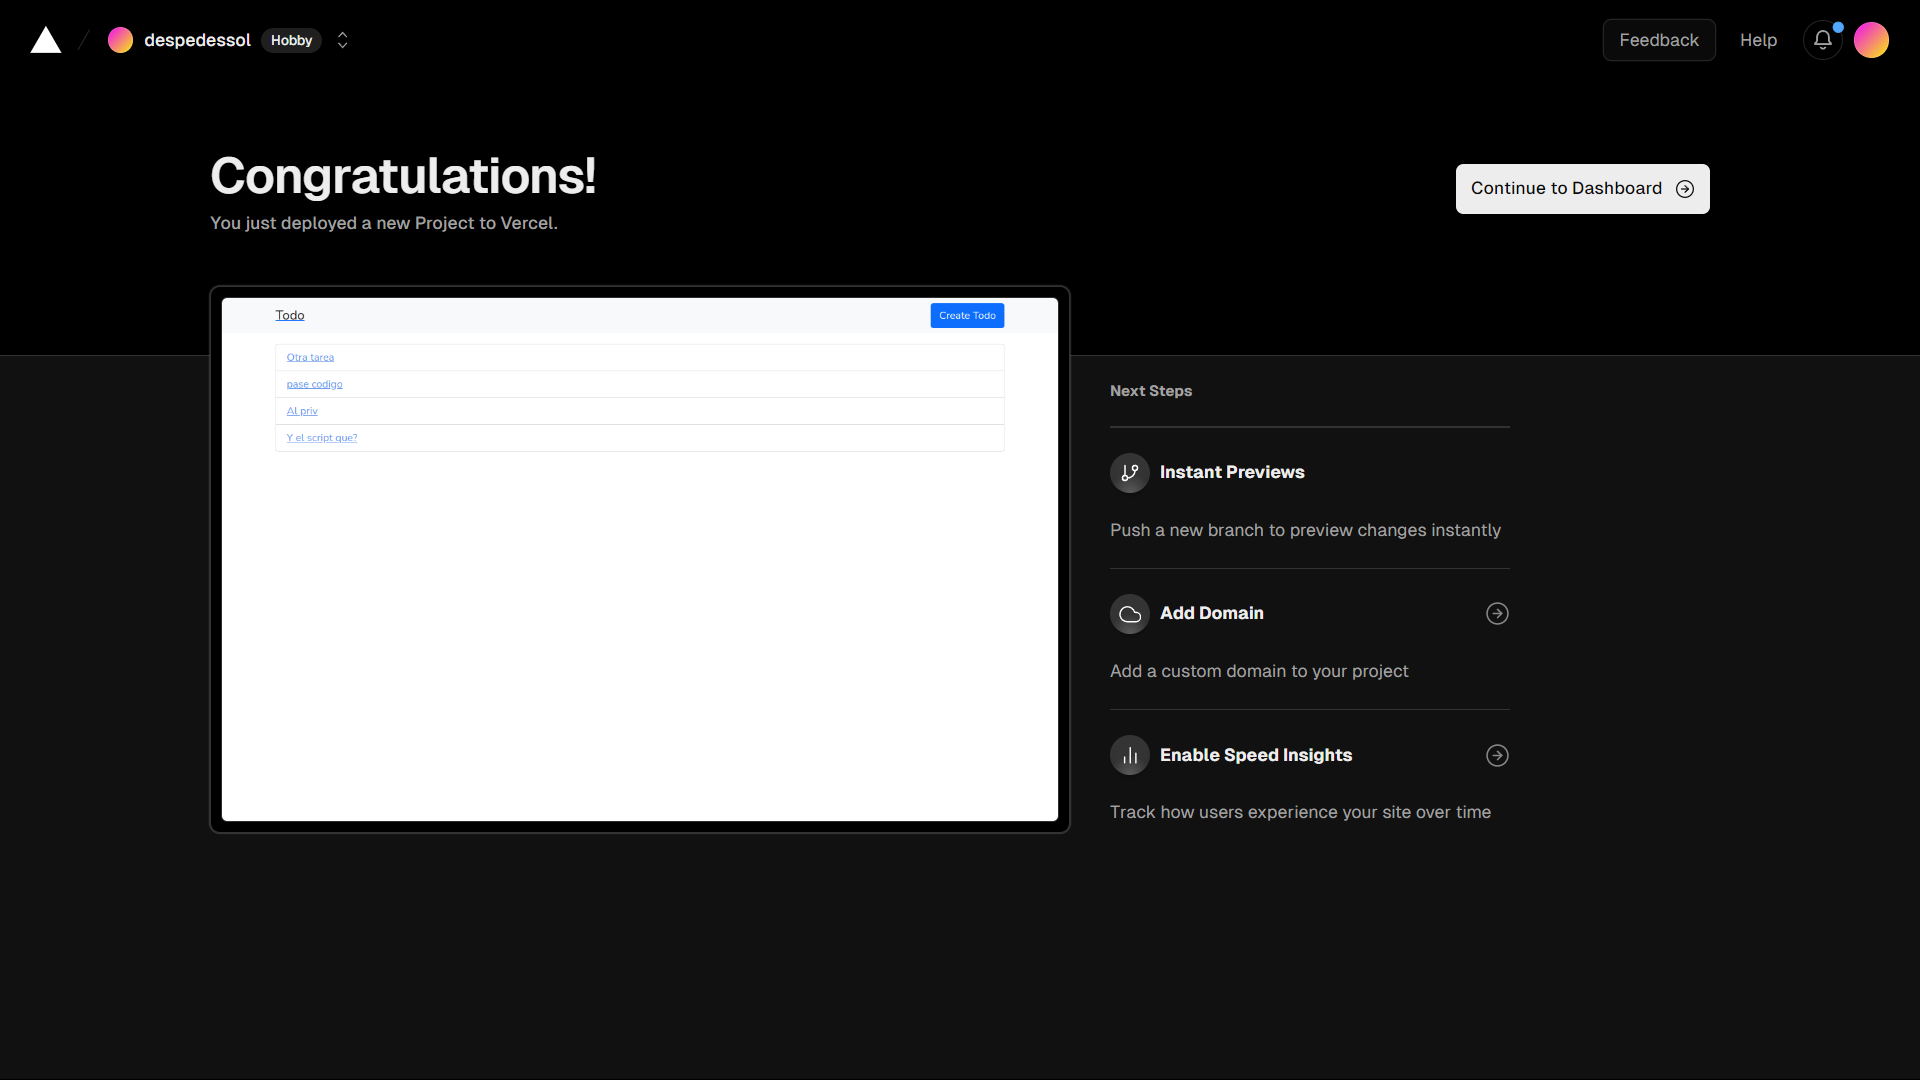 despedessol Hobby
Feedback Help
Congratulations!
You just deployed a new Project to Vercel.
Continue to Dashboard
Todo Create Todo
Otra tarea
pase codigo
Al priv
Y el script que?
Next Steps
Instant Previews
Push a new branch to preview changes instantly
Add Domain
Add a custom domain to your project
Enable Speed Insights
Track how users experience your site over time